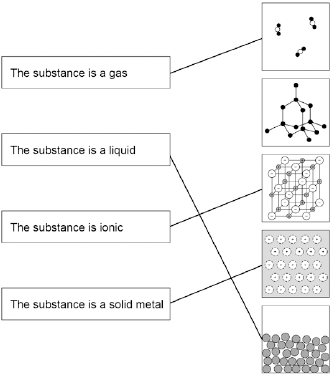 The substance is a gas
The substance is a liquid
The substance is ionic
The substance is a solid metal